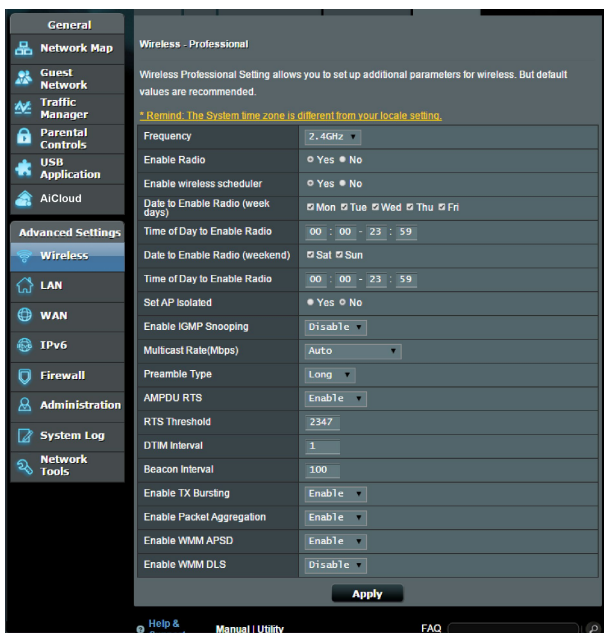 General
Network Map
Guest
Network
Traffic
Manager
Parental
Controls
USB
Application
AiCloud
Advanced Settings
Wireless
LAN
WAN
IPv6
Firewall
Administration
System Log
Network
Tools
Wireless - Professional
Wireless Professional Setting allows you to set up additional parameters for wireless. But default
values are recommended.
* Remind: The System time zone is different from your locale setting.
Frequency 2.4GHz
Enable Radio Yes No
Enable wireless scheduler Yes No
Date to Enable Radio (week
days) Mon Tue Wed Thu Fri
Time of Day to Enable Radio 00 : 00 - 23 : 59
Date to Enable Radio (weekend) Sat Sun
Time of Day to Enable Radio 00 : 00 - 23 : 59
Set AP Isolated Yes No
Enable IGMP Snooping Disable
Multicast Rate(Mbps) Auto
Preamble Type Long
AMPDU RTS Enable
RTS Threshold 2347
DTIM Interval 1
Beacon Interval 100
Enable TX Bursting Enable
Enable Packet Aggregation Enable
Enable WMM APSD Enable
Enable WMM DLS Disable
Apply
Help &
Manual | Utility
FAQ